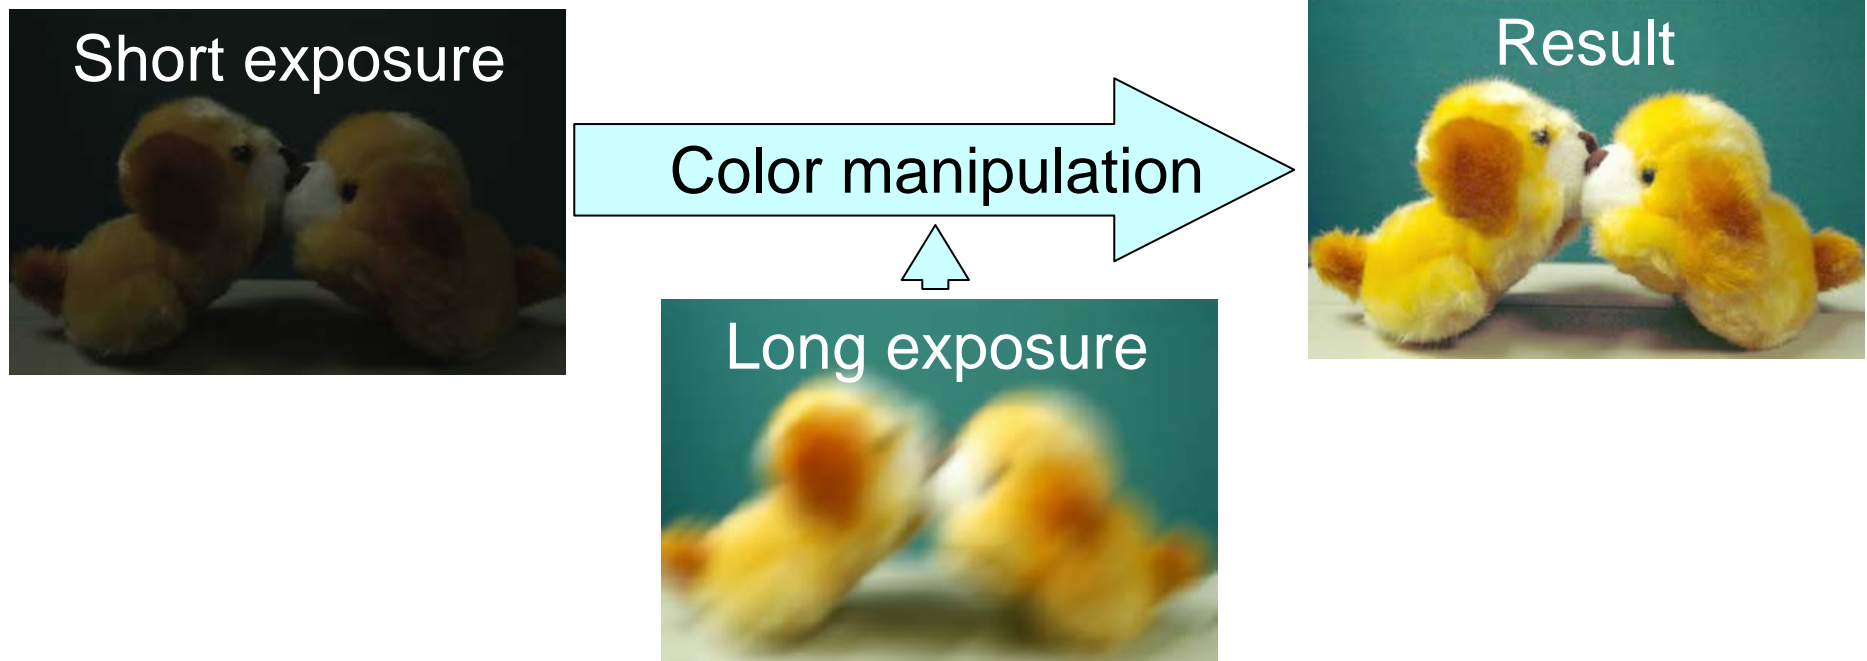 Short exposure
Color manipulation
Result
Long exposure